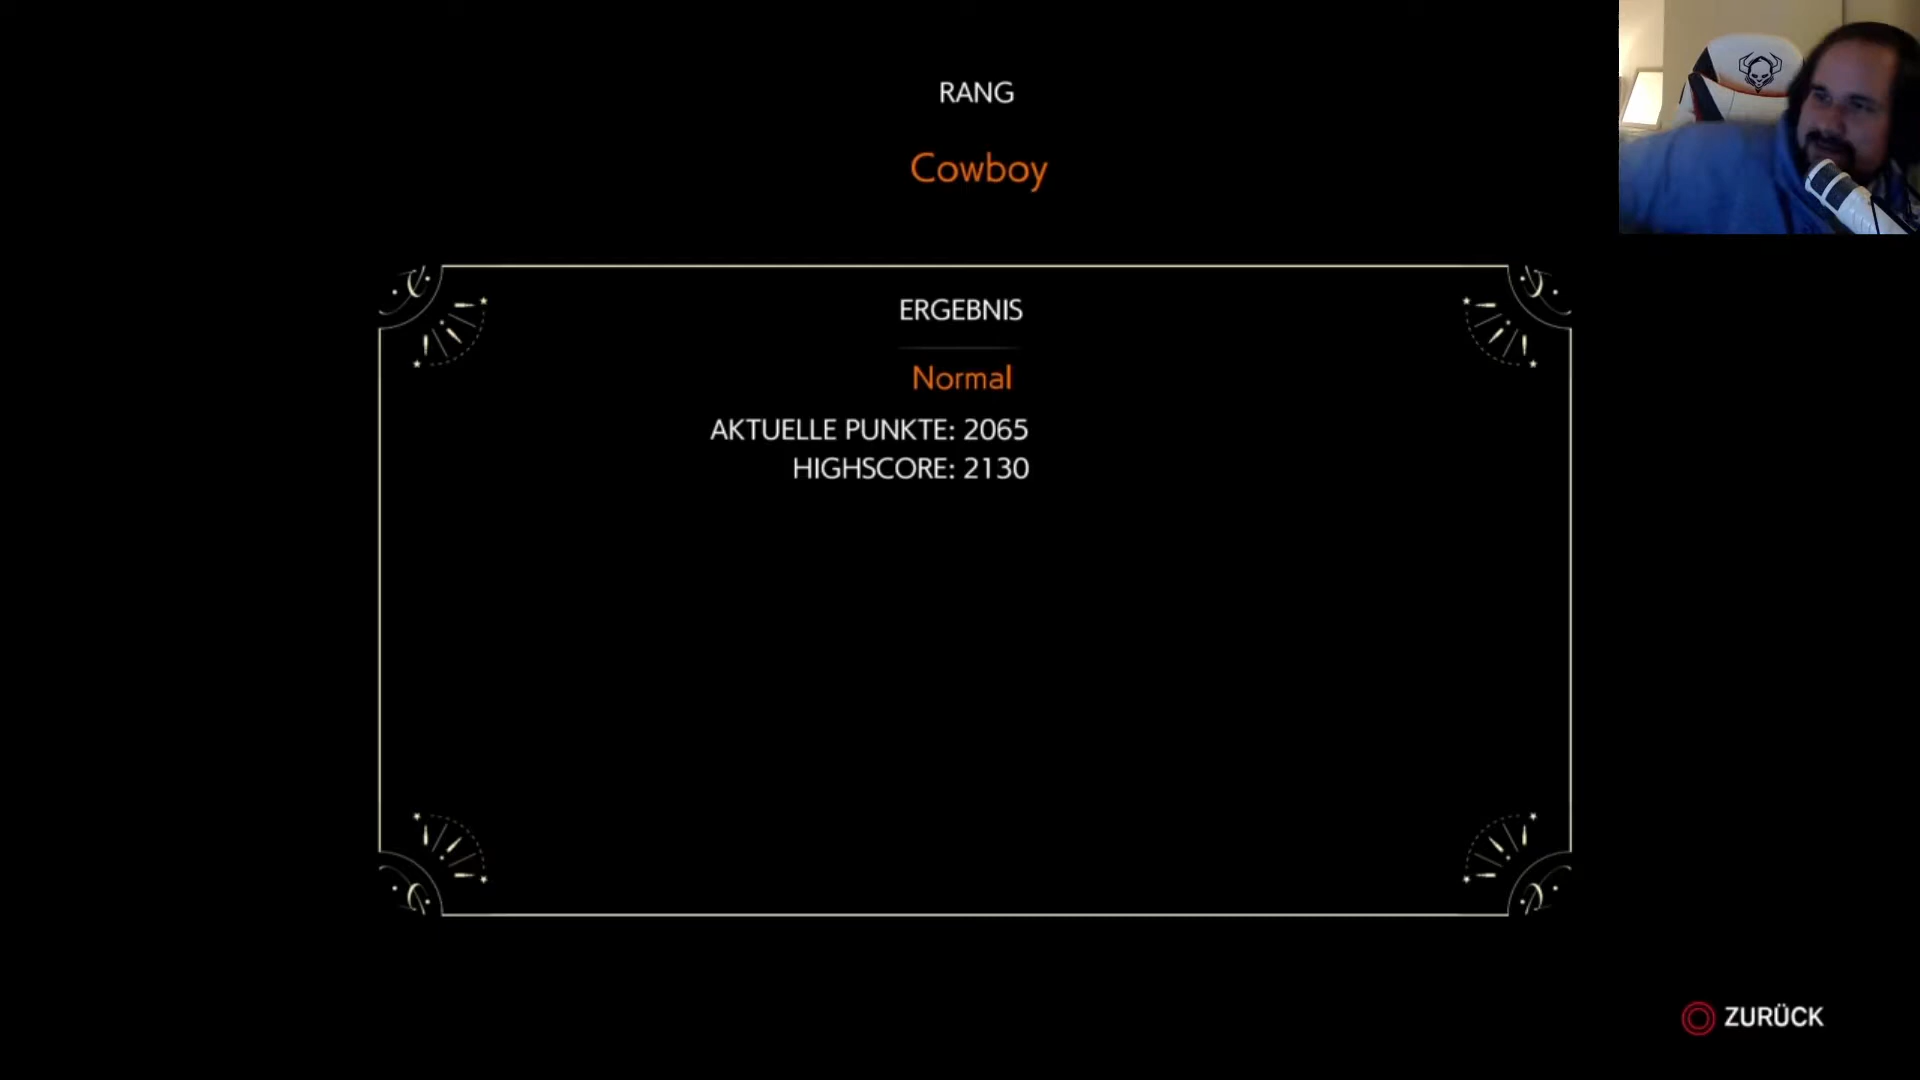 RANG
Cowboy
ERGEBNIS
Normal
AKTUELLE PUNKTE: 2065
HIGHSCORE: 2130
ZURÜCK